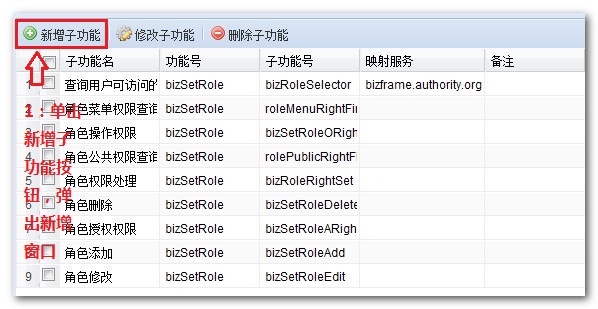 新增子功能 修改子功能 删除子功能
子功能名 功能号 子功能号 映射服务 备注
查询用户可访问的 bizSetRole bizRoleSelector bizframe.authority.org
角色菜单权限查询 bizSetRole roleMenuRightFi
角色操作权限 bizSetRole bizSetRoleORigh
角色公共权限查询 bizSetRole rolePublicRightF
5 角色权限处理 bizSetRole bizRoleRightSet
6 角色删除 bizSetRole bizSetRoleDelete
7 角色授权权限 bizSetRole bizSetRoleARigh
角色添加 bizSetRole bizSetRoleAdd
9 角色修改 bizSetRole bizSetRoleEdit
1：单击
新增子
功能按
钮，弹
出新增
窗口